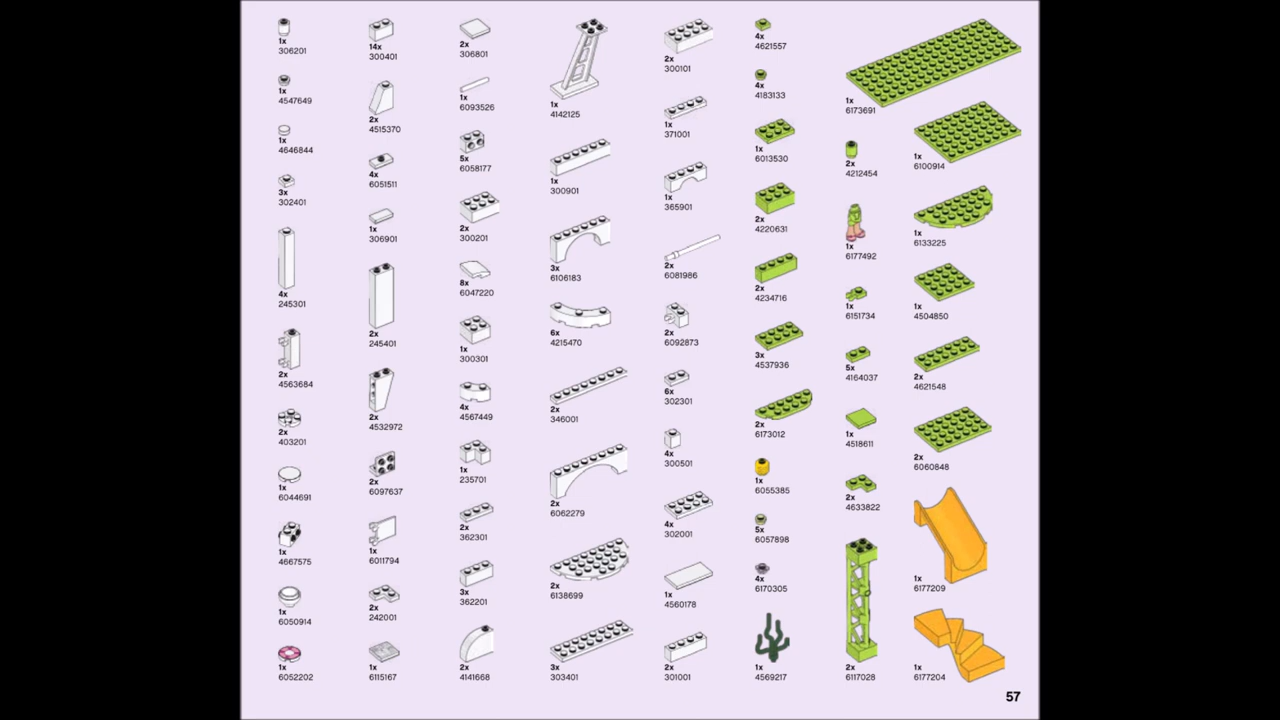 1x
306201
1x
4547649
1x
4646844
3x
302401
4x
245301
2x
4563684
2x
403201
1x
6044691
1x
4667575
1x
6050914
1x
6052202
14x
300401
2x
4515370
4x
6051511
1x
306901
2x
245401
2x
4532972
2x
6097637
1x
6011794
2x
242001
1x
6115167
2x
306801
1x
6093526
5x
6058177
2x
300201
8x
6047220
1x
300301
4x
4567449
1x
235701
2x
362301
3x
362201
2x
4141668
1x
4142125
1x
300901
3x
6106183
6x
4215470
2x
346001
2x
6062279
2x
6138699
3x
303401
2x
300101
1x
371001
1x
365901
2x
6081986
2x
6092873
6x
302301
4x
300501
4x
302001
1x
4560178
2x
301001
4x
4621557
4x
4183133
1x
6013530
2x
4220631
2x
4234716
3x
4537936
2x
6173012
1x
6055385
5x
6057898
4x
6170305
1x
4569217
1x
6173691
2x
4212454
1x
6177492
1x
6151734
5x
4164037
1x
4518611
2x
4633822
2x
6117028
1x
6100914
1x
6133225
1x
4504850
2x
4621548
2x
6060848
1x
6177209
1x
6177204
57